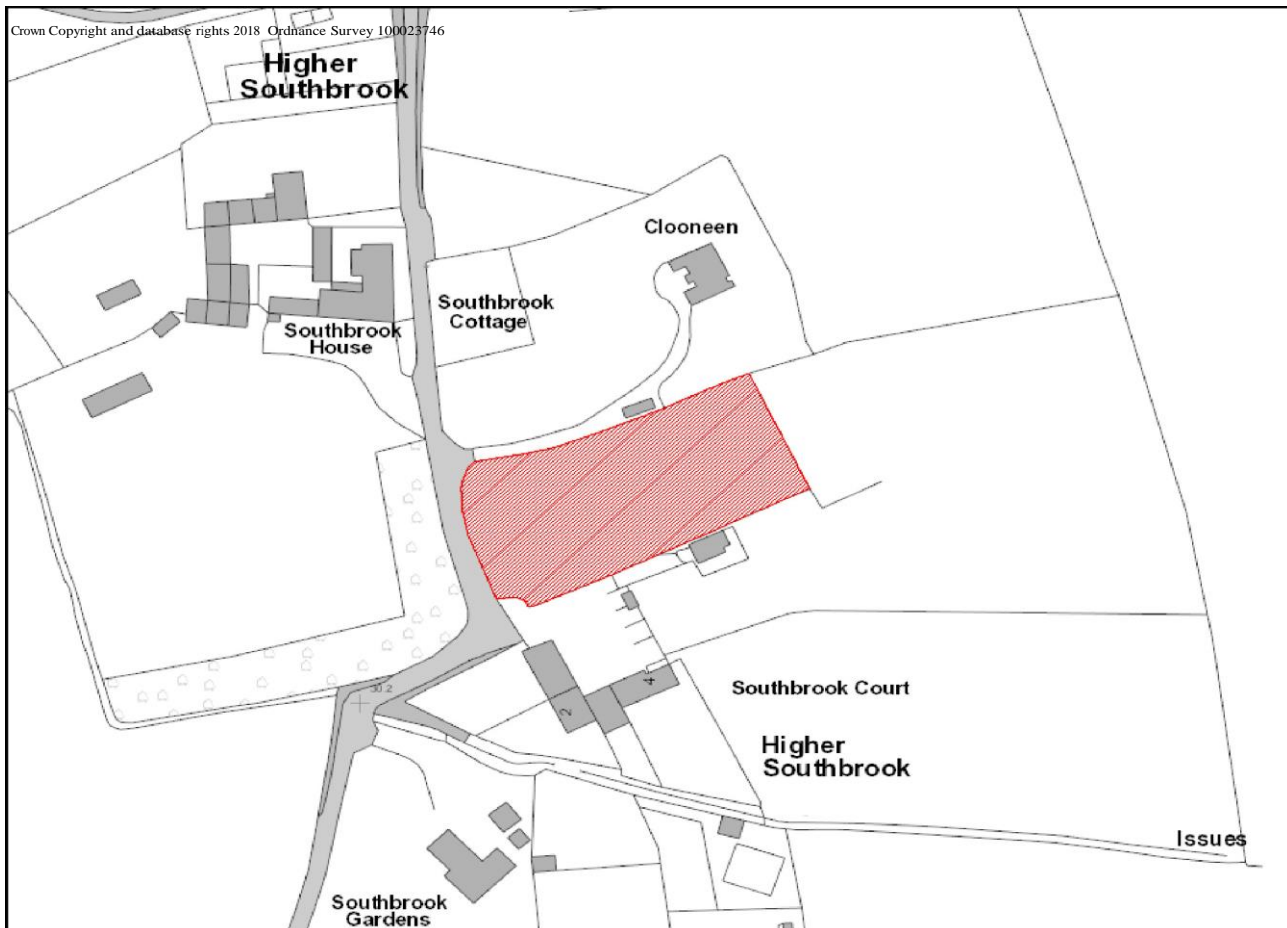 Crown Copyright and database rights 2018 Ordnance Survey 100023746
Higher
Southbrook
Clooneen
Southbrook
Cottage
Southbrook
House
30.2
4
2
Southbrook Court
Higher
Southbrook
Issues
Southbrook
Gardens